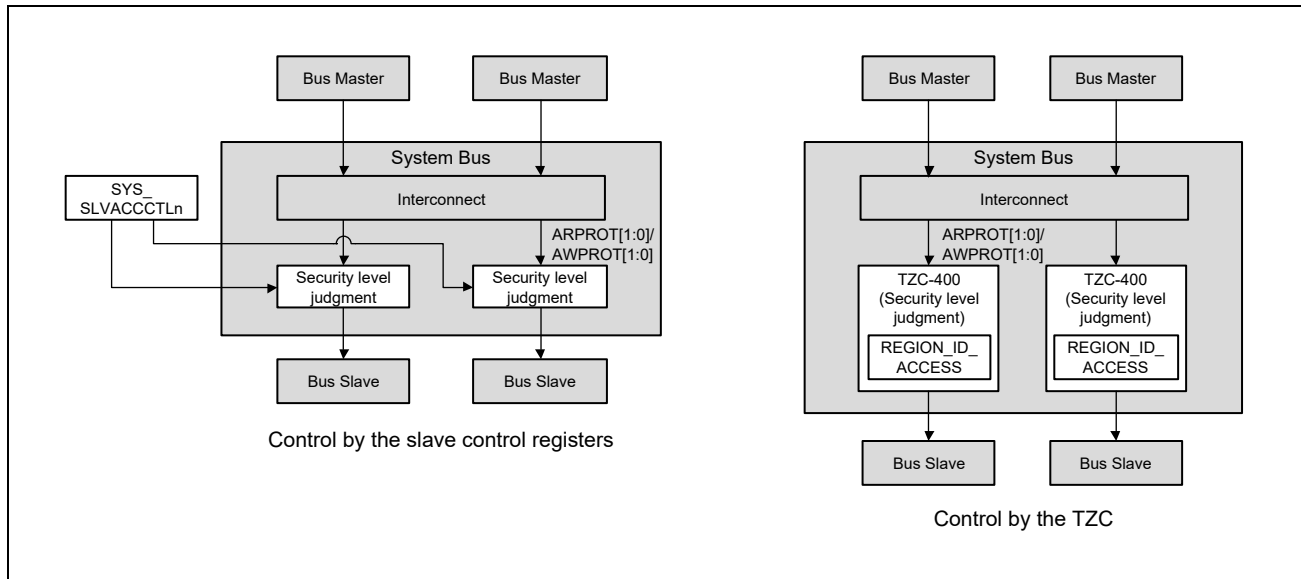 Bus Master
Bus Master
System Bus
SYS_
SLVACCCTLn
Interconnect
ARPROT[1:0]/
AWPROT[1:0]
Security level
judgment
Security level
judgment
Bus Slave
Bus Slave
Control by the slave control registers
Bus Master
Bus Master
System Bus
Interconnect
ARPROT[1:0]/
AWPROT[1:0]
TZC-400
(Security level
judgment)
REGION_ID_
ACCESS
TZC-400
(Security level
judgment)
REGION_ID_
ACCESS
Bus Slave
Bus Slave
Control by the TZC